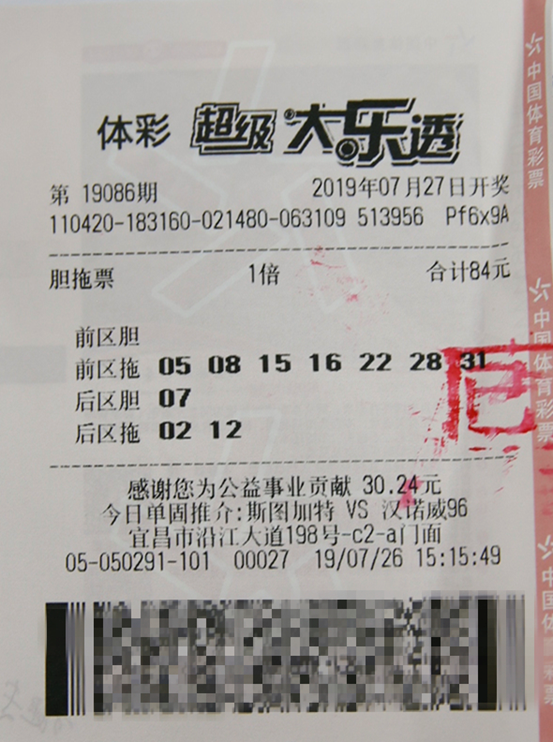 体彩 超级大乐透
第 19086期 2019年07月27日开奖
110420-183160-021480-063109 513956 Pf6x9A
胆拖票 1倍 合计84元
前区胆
前区拖 05 08 15 16 22 28 31
后区胆 07
后区拖 02 12
感谢您为公益事业贡献 30.24元
今日单固推介:斯图加特 VS 汉诺威96
宜昌市沿江大道198号-c2-a门面
05-050291-101 00027 19/07/26 15:15:49
中国体育彩票
中国体育彩票
中国体